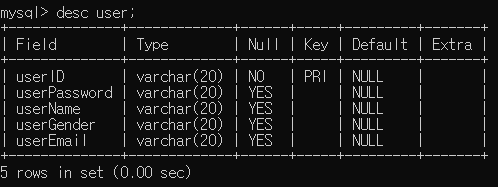 mysql> desc user;
+--------------+-------------+------+-----+---------+-------+
| Field        | Type        | Null | Key | Default | Extra |
+--------------+-------------+------+-----+---------+-------+
| userID       | varchar(20) | NO   | PRI | NULL    |       |
| userPassword | varchar(20) | YES  |     | NULL    |       |
| userName     | varchar(20) | YES  |     | NULL    |       |
| userGender   | varchar(20) | YES  |     | NULL    |       |
| userEmail    | varchar(20) | YES  |     | NULL    |       |
+--------------+-------------+------+-----+---------+-------+
5 rows in set (0.00 sec)